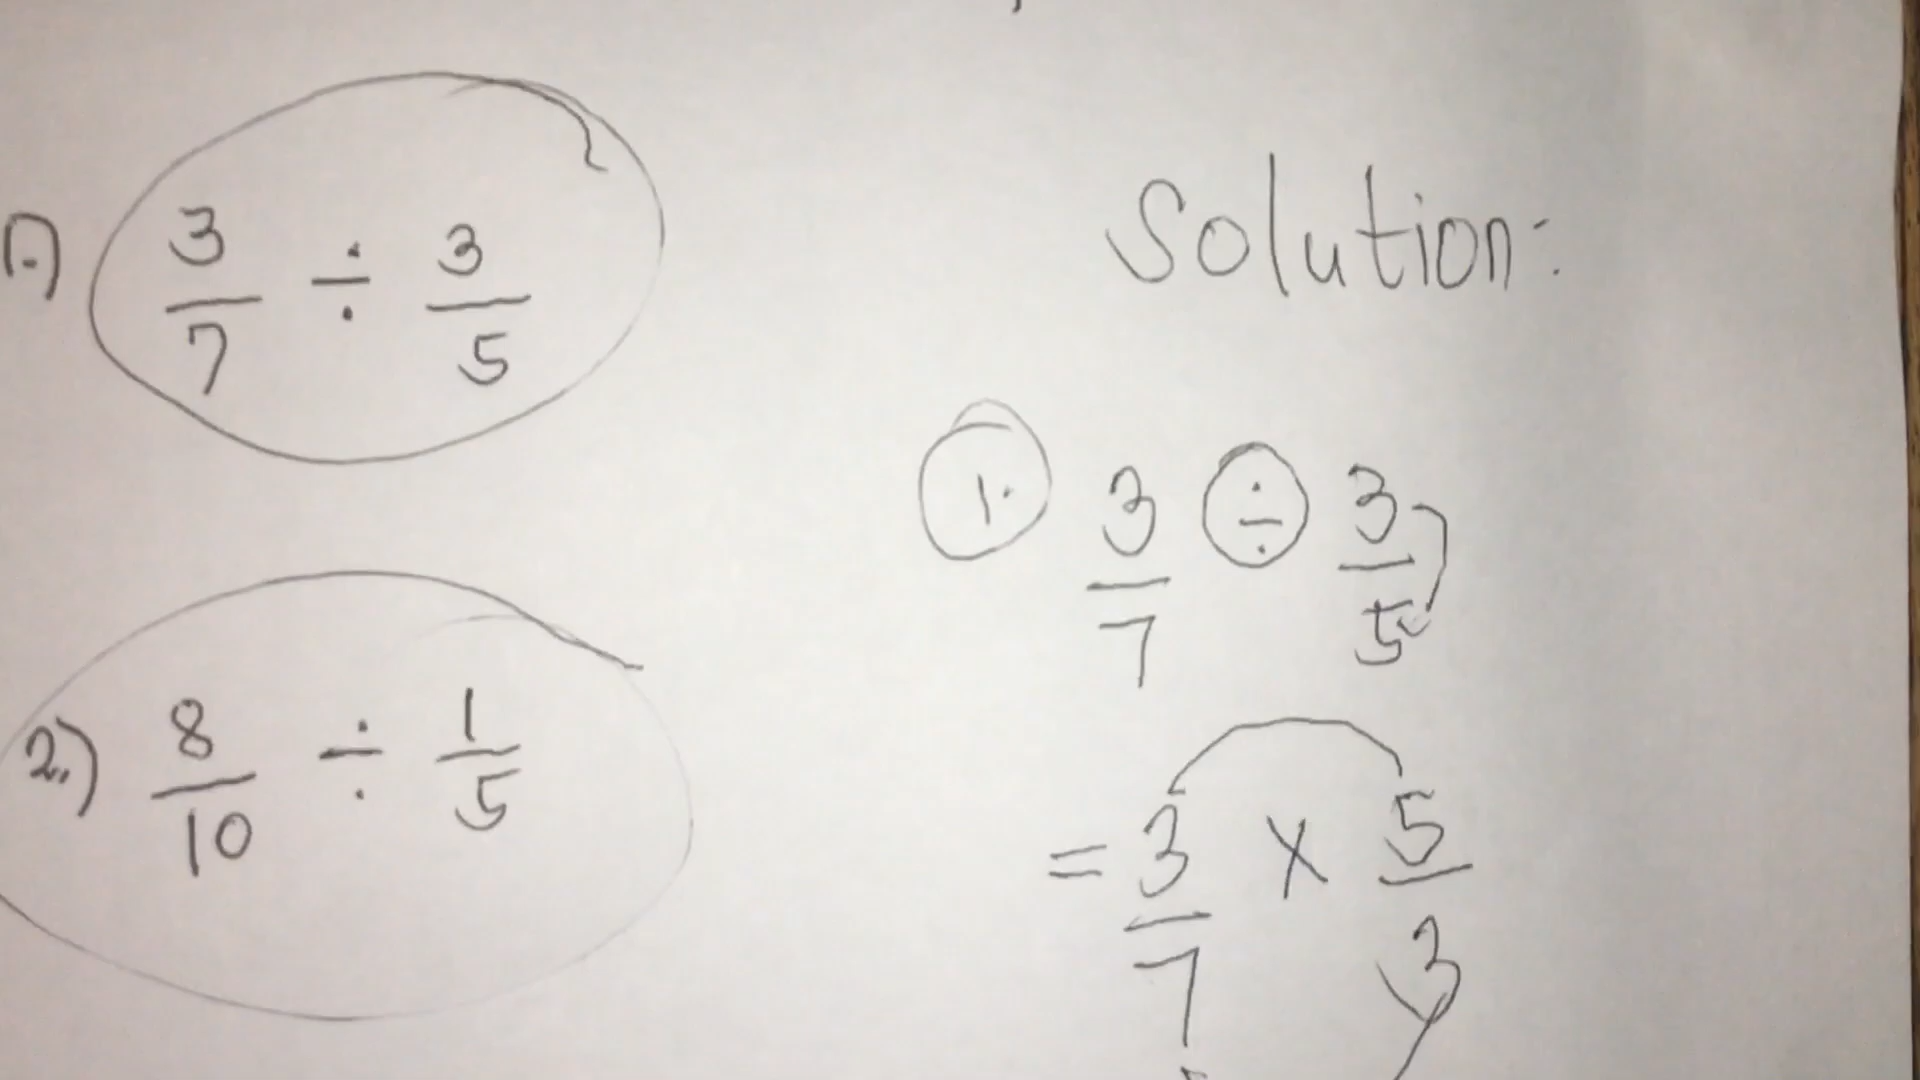 1.) 3/7 ÷ 3/5
2.) 8/10 ÷ 1/5
Solution:
1. 3/7 ÷ 3/5
= 3/7 x 5/3